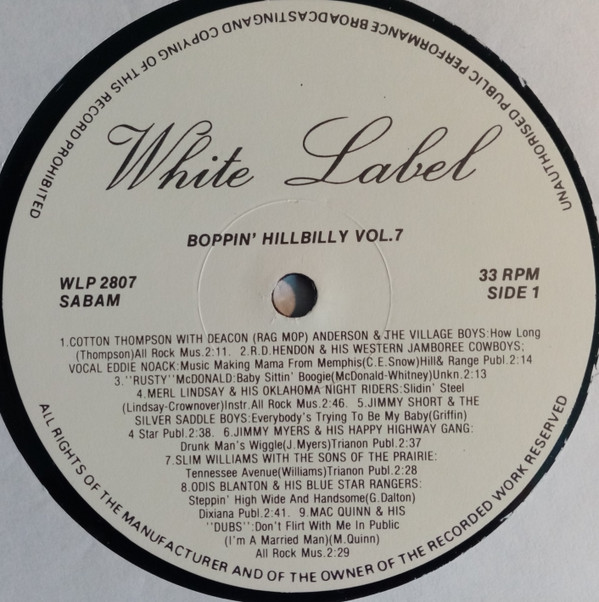 UNAUTHORISED PUBLIC PERFORMANCE BROADCASTING AND COPYING OF THIS RECORD PROHIBITED
White Label
BOPPIN' HILLBILLY VOL.7
WLP 2807
SABAM
33 RPM
SIDE 1
1.COTTON THOMPSON WITH DEACON (RAG MOP) ANDERSON & THE VILLAGE BOYS:How Long
(Thompson)All Rock Mus.2:11. 2.R.D.HENDON & HIS WESTERN JAMBOREE COWBOYS;
VOCAL EDDIE NOACK:Music Making Mama From Memphis(C.E.Snow)Hill& Range Publ.2:14
3.''RUSTY''McDONALD:Baby Sittin' Boogie(McDonald-Whitney)Unkn.2:13
4.MERL LINDSAY & HIS OKLAHOMA NIGHT RIDERS:Slidin' Steel
(Lindsay-Crownover)Instr.All Rock Mus.2:46. 5.JIMMY SHORT & THE
SILVER SADDLE BOYS:Everybody's Trying To Be My Baby(Griffin)
4 Star Publ.2:38. 6.JIMMY MYERS & HIS HAPPY HIGHWAY GANG:
Drunk Man's Wiggle(J.Myers)Trianon Publ.2:37
7.SLIM WILLIAMS WITH THE SONS OF THE PRAIRIE:
Tennessee Avenue(Williams)Trianon Publ.2:28
8.ODIS BLANTON & HIS BLUE STAR RANGERS:
Steppin' High Wide And Handsome(G.Dalton)
Dixiana Publ.2:41. 9.MAC QUINN & HIS
''DUBS'':Don't Flirt With Me In Public
(I'm A Married Man)(M.Quinn)
All Rock Mus.2:29
ALL RIGHTS OF THE MANUFACTURER AND OF THE OWNER OF THE RECORDED WORK RESERVED